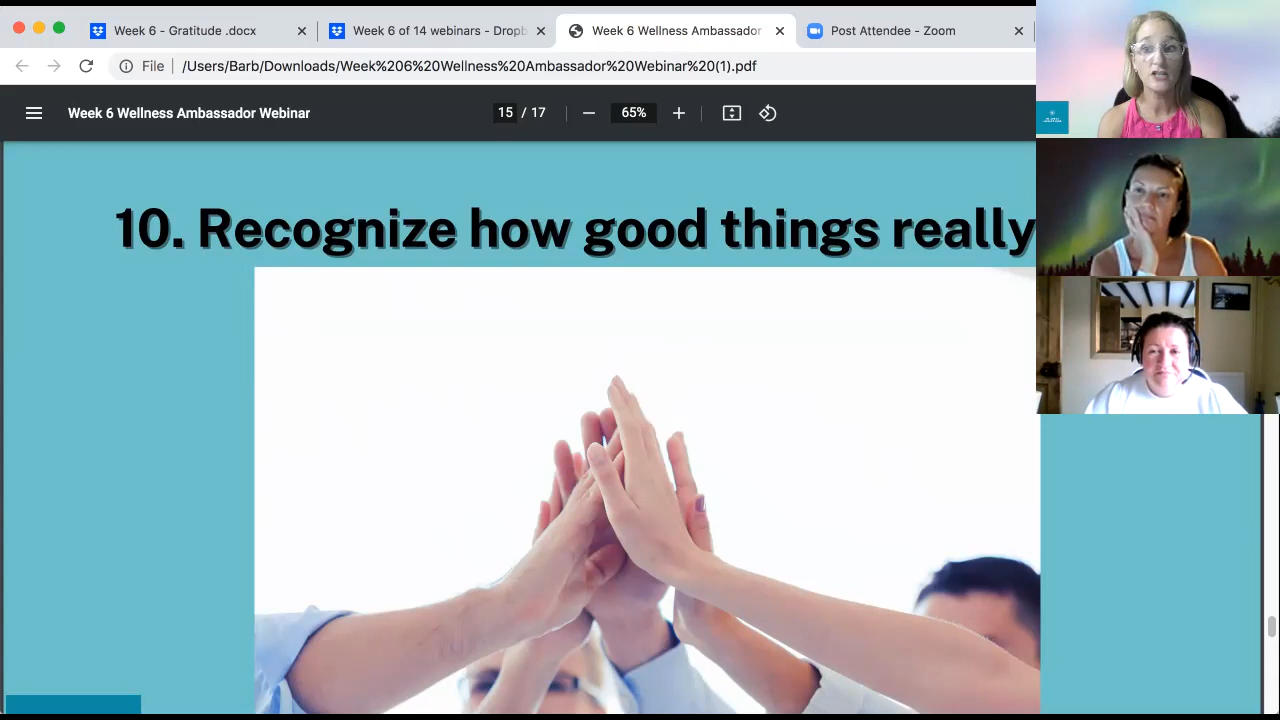 Week 6 - Gratitude .docx
Week 6 of 14 webinars - Dropb
Week 6 Wellness Ambassador
Post Attendee - Zoom
File
/Users/Barb/Downloads/Week%206%20Wellness%20Ambassador%20Webinar%20(1).pdf
Week 6 Wellness Ambassador Webinar
15 / 17
65%
10. Recognize how good things really